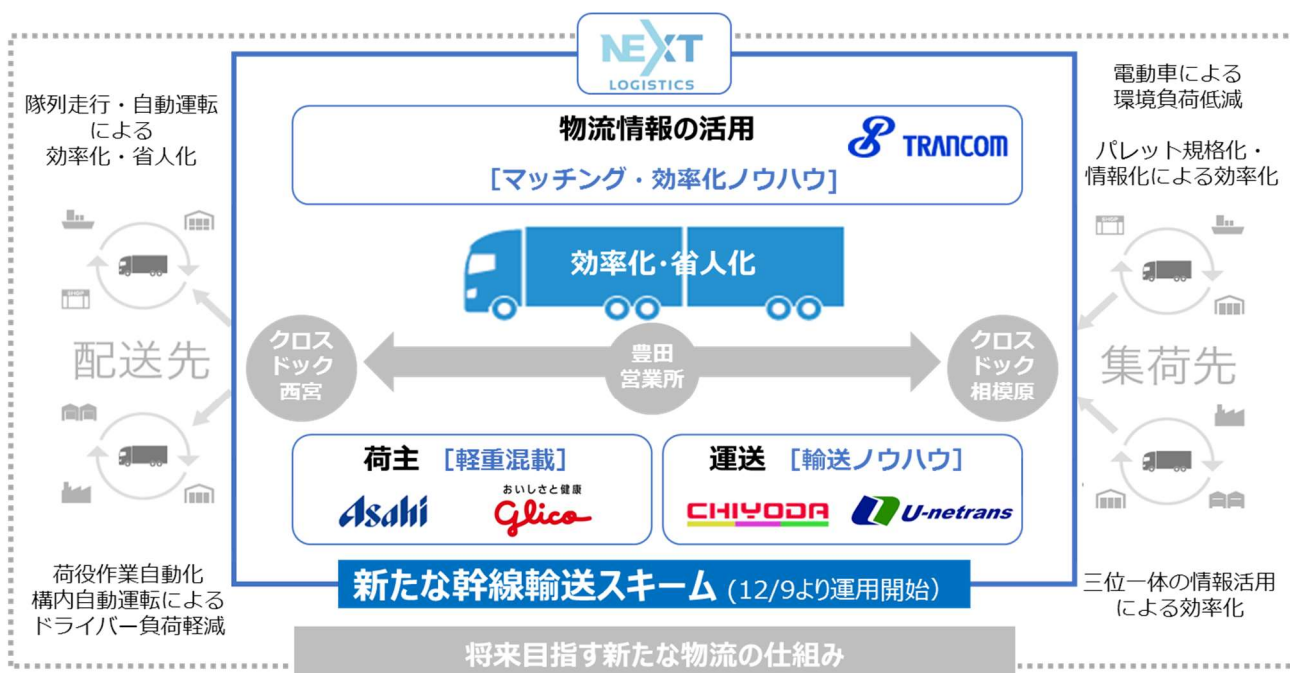 NEXT
LOGISTICS
隊列走行・自動運転
による
効率化・省人化
電動車による
環境負荷低減
パレット規格化・
情報化による効率化
物流情報の活用
TRANCOM
[マッチング・効率化ノウハウ]
効率化・省人化
SHOP
SHOP
配送先
クロス
ドック
西宮
豊田
営業所
クロス
ドック
相模原
集荷先
荷主 [軽重混載]
Asahi
おいしさと健康
Glico
運送 [輸送ノウハウ]
CHIYODA
U-netrans
荷役作業自動化
構内自動運転による
ドライバー負荷軽減
三位一体の情報活用
による効率化
新たな幹線輸送スキーム (12/9より運用開始)
将来目指す新たな物流の仕組み